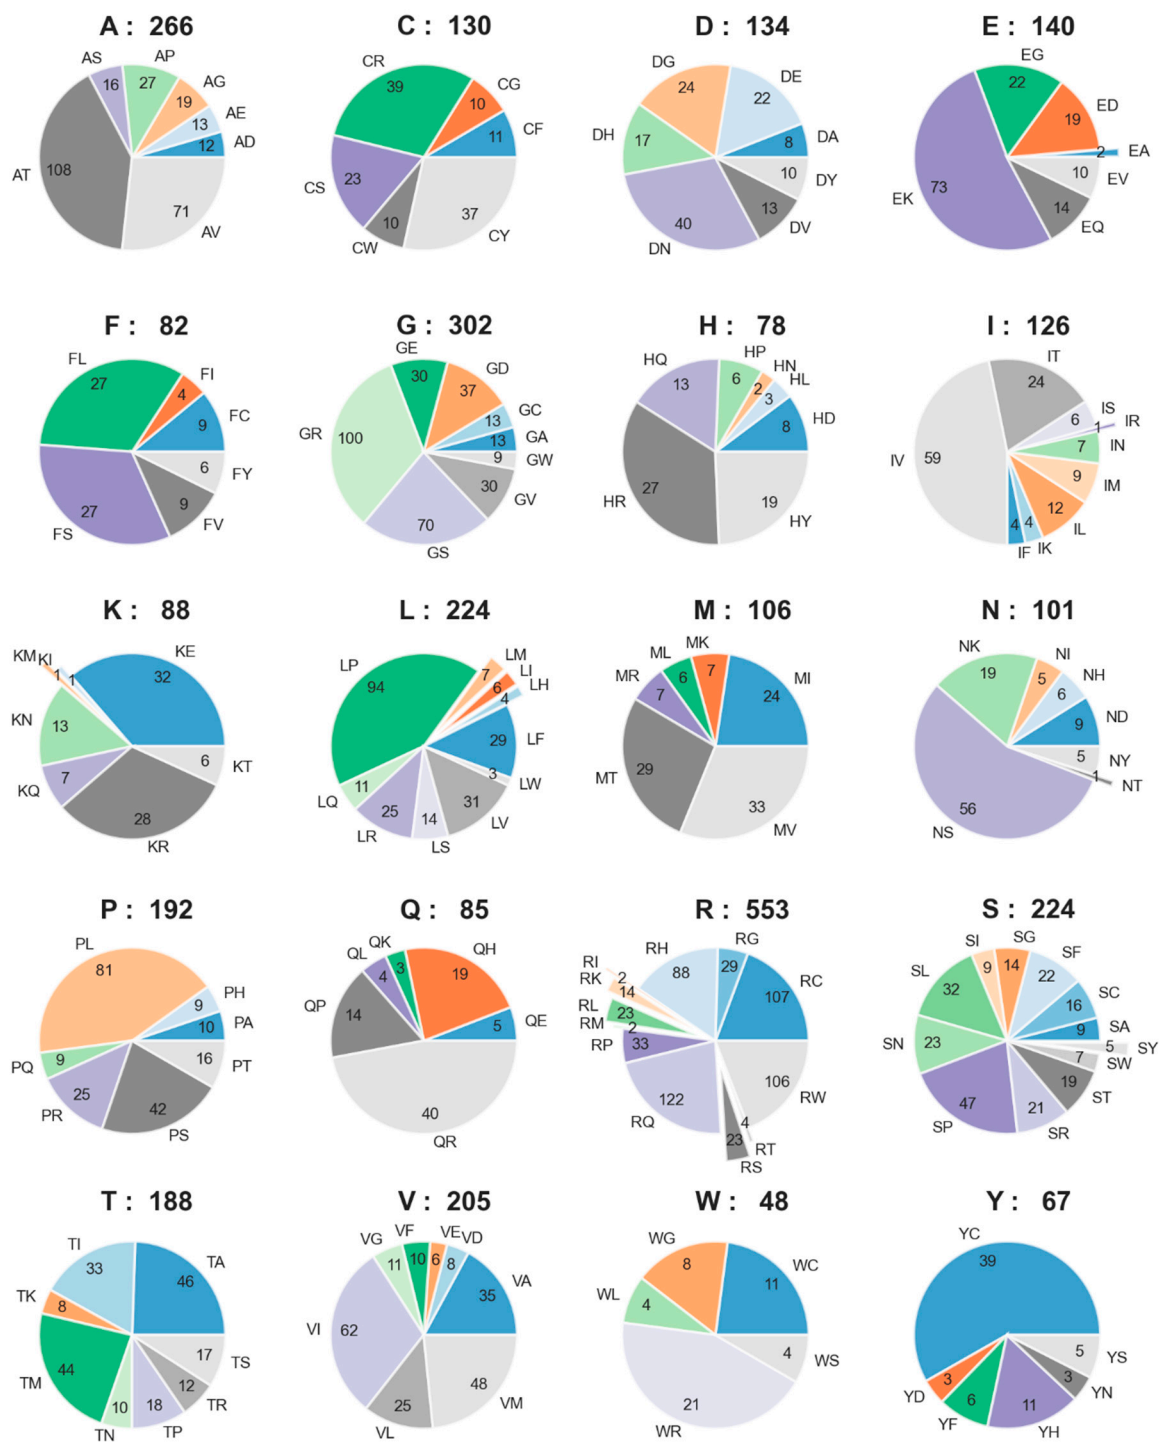 A : 266
AS 16
AP 27
AG 19
AE 13
AD 12
AT 108
AV 71
C : 130
CR 39
CG 10
CF 11
CS 23
CW 10
CY 37
D : 134
DG 24
DE 22
DH 17
DA 8
DY 10
DV 13
DN 40
E : 140
EG 22
ED 19
EA 2
EV 10
EQ 14
EK 73
F : 82
FL 27
FI 4
FC 9
FY 6
FV 9
FS 27
G : 302
GE 30
GD 37
GC 13
GA 13
GW 9
GV 30
GS 70
GR 100
H : 78
HQ 13
HP 6
HN 2
HL 3
HD 8
HR 27
HY 19
I : 126
IT 24
IS 6
IR 1
IN 7
IM 9
IL 12
IK 4
IF 4
IV 59
K : 88
KM 1
KI 1
KE 32
KN 13
KQ 7
KR 28
KT 6
L : 224
LP 94
LM 7
LI 6
LH 4
LF 29
LW 3
LV 31
LS 14
LR 25
LQ 11
M : 106
MK 7
ML 6
MR 7
MI 24
MT 29
MV 33
N : 101
NK 19
NI 5
NH 6
ND 9
NY 5
NT 1
NS 56
P : 192
PL 81
PH 9
PA 10
PT 16
PS 42
PR 25
PQ 9
Q : 85
QK 3
QL 4
QH 19
QE 5
QP 14
QR 40
R : 553
RH 88
RG 29
RC 107
RI 2
RK 14
RL 23
RM 2
RP 33
RQ 122
RS 23
RT 4
RW 106
S : 224
SI 9
SG 14
SF 22
SC 16
SA 9
SY 5
SW 7
ST 19
SR 21
SP 47
SN 23
SL 32
T : 188
TI 33
TA 46
TK 8
TM 44
TN 10
TP 18
TR 12
TS 17
V : 205
VG 11
VF 10
VE 6
VD 8
VA 35
VI 62
VL 25
VM 48
W : 48
WG 8
WC 11
WL 4
WR 21
WS 4
Y : 67
YC 39
YD 3
YF 6
YH 11
YN 3
YS 5